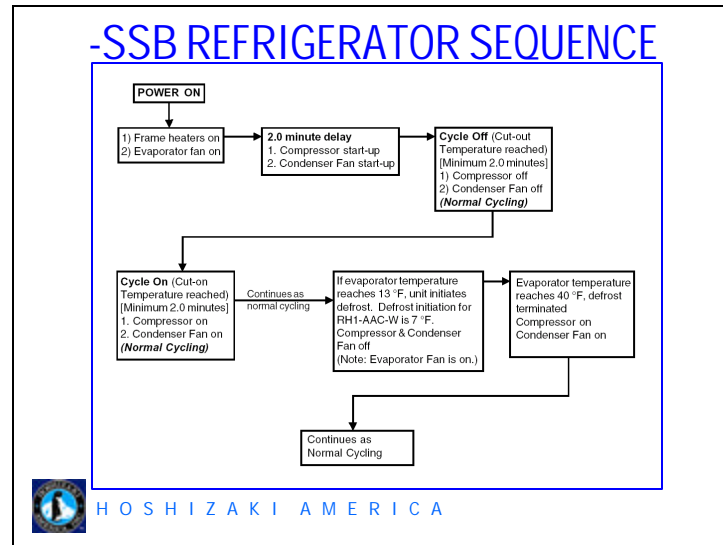 -SSB REFRIGERATOR SEQUENCE
POWER ON
1) Frame heaters on
2) Evaporator fan on
2.0 minute delay
1. Compressor start-up
2. Condenser Fan start-up
Cycle Off (Cut-out
Temperature reached)
[Minimum 2.0 minutes]
1) Compressor off
2) Condenser Fan off
(Normal Cycling)
Cycle On (Cut-on
Temperature reached)
[Minimum 2.0 minutes]
1. Compressor on
2. Condenser Fan on
(Normal Cycling)
Continues as
normal cycling
If evaporator temperature
reaches 13 °F, unit initiates
defrost. Defrost initiation for
RH1-AAC-W is 7 °F.
Compressor & Condenser
Fan off
(Note: Evaporator Fan is on.)
Evaporator temperature
reaches 40 °F, defrost
terminated
Compressor on
Condenser Fan on
Continues as
Normal Cycling
HOSHIZAKI AMERICA